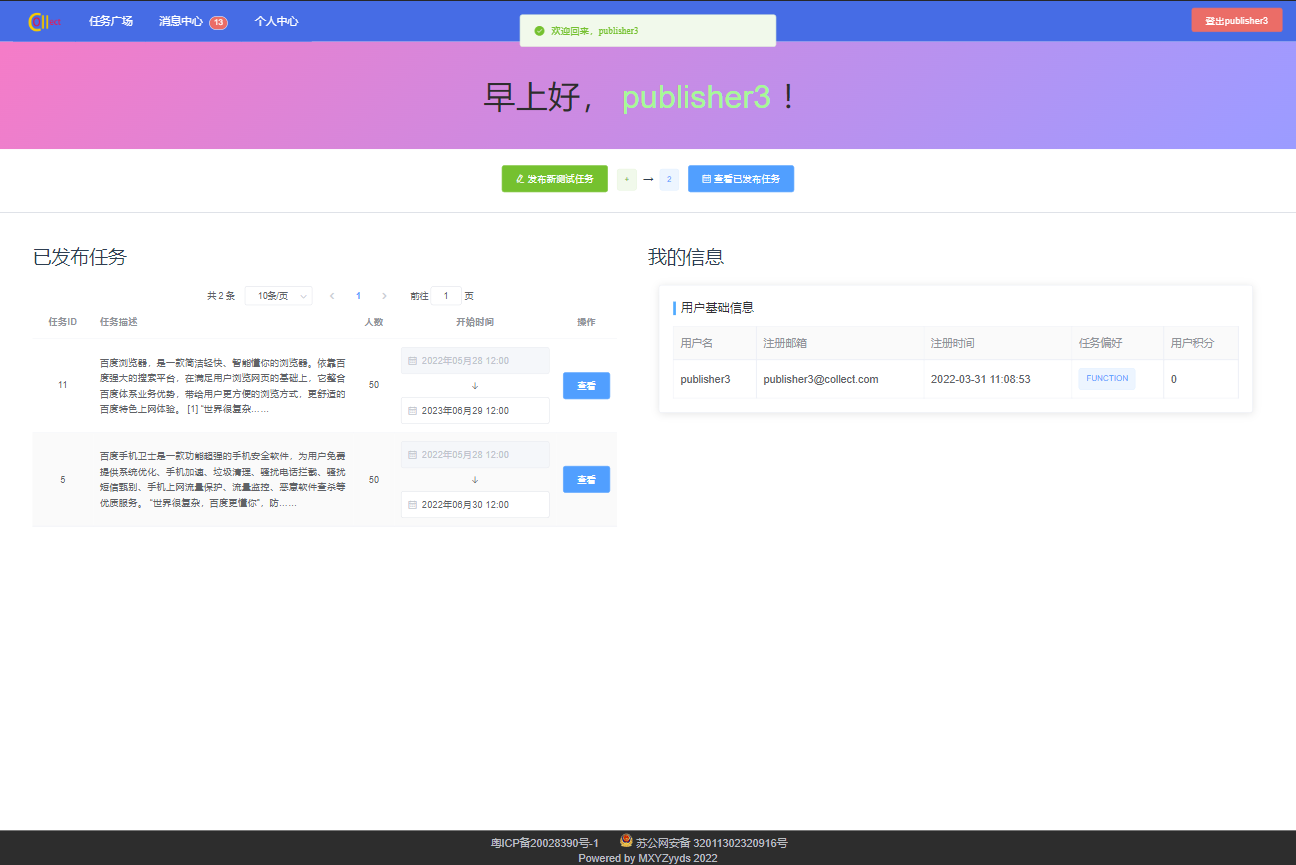 任务广场 消息中心 13 个人中心
欢迎回来，publisher3
登出publisher3
早上好， publisher3 ！
发布新测试任务 + → 2 查看已发布任务
已发布任务
共 2 条 10条/页 1 前往 1 页
任务ID 任务描述 人数 开始时间 操作
11
百度浏览器，是一款简洁轻快、智能懂你的浏览器。依靠百
度强大的搜索平台，在满足用户浏览网页的基础上，它整合
百度体系业务优势，带给用户更方便的浏览方式，更舒适的
百度特色上网体验。 [1] “世界很复杂……
50
2022年05月28日 12:00
↓
2023年06月29日 12:00
查看
5
百度手机卫士是一款功能超强的手机安全软件，为用户免费
提供系统优化、手机加速、垃圾清理、骚扰电话拦截、骚扰
短信甄别、手机上网流量保护、流量监控、恶意软件查杀等
优质服务。 “世界很复杂，百度更懂你”，防……
50
2022年05月28日 12:00
↓
2022年06月30日 12:00
查看
我的信息
用户基础信息
用户名 注册邮箱 注册时间 任务偏好 用户积分
publisher3 publisher3@collect.com 2022-03-31 11:08:53 FUNCTION 0
粤ICP备20028390号-1 苏公网安备 32011302320916号
Powered by MXYZyyds 2022